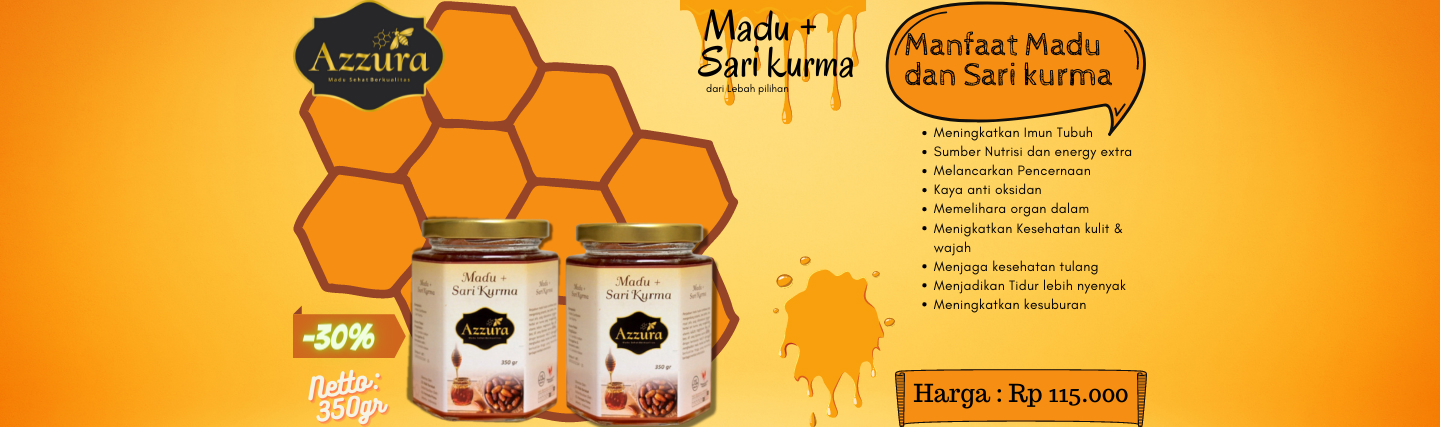 Azzura
Madu Sehat Berkualitas
Madu +
Sari kurma
dari Lebah pilihan
Manfaat Madu
dan Sari kurma
Meningkatkan Imun Tubuh
Sumber Nutrisi dan energy extra
Melancarkan Pencernaan
Kaya anti oksidan
Memelihara organ dalam
Menigkatkan Kesehatan kulit &
wajah
Menjaga kesehatan tulang
Menjadikan Tidur lebih nyenyak
Meningkatkan kesuburan
-30%
Netto:
350gr
Madu +
Sari Kurma
Azzura
350 gr
Madu +
Sari Kurma
Azzura
350 gr
Harga : Rp 115.000